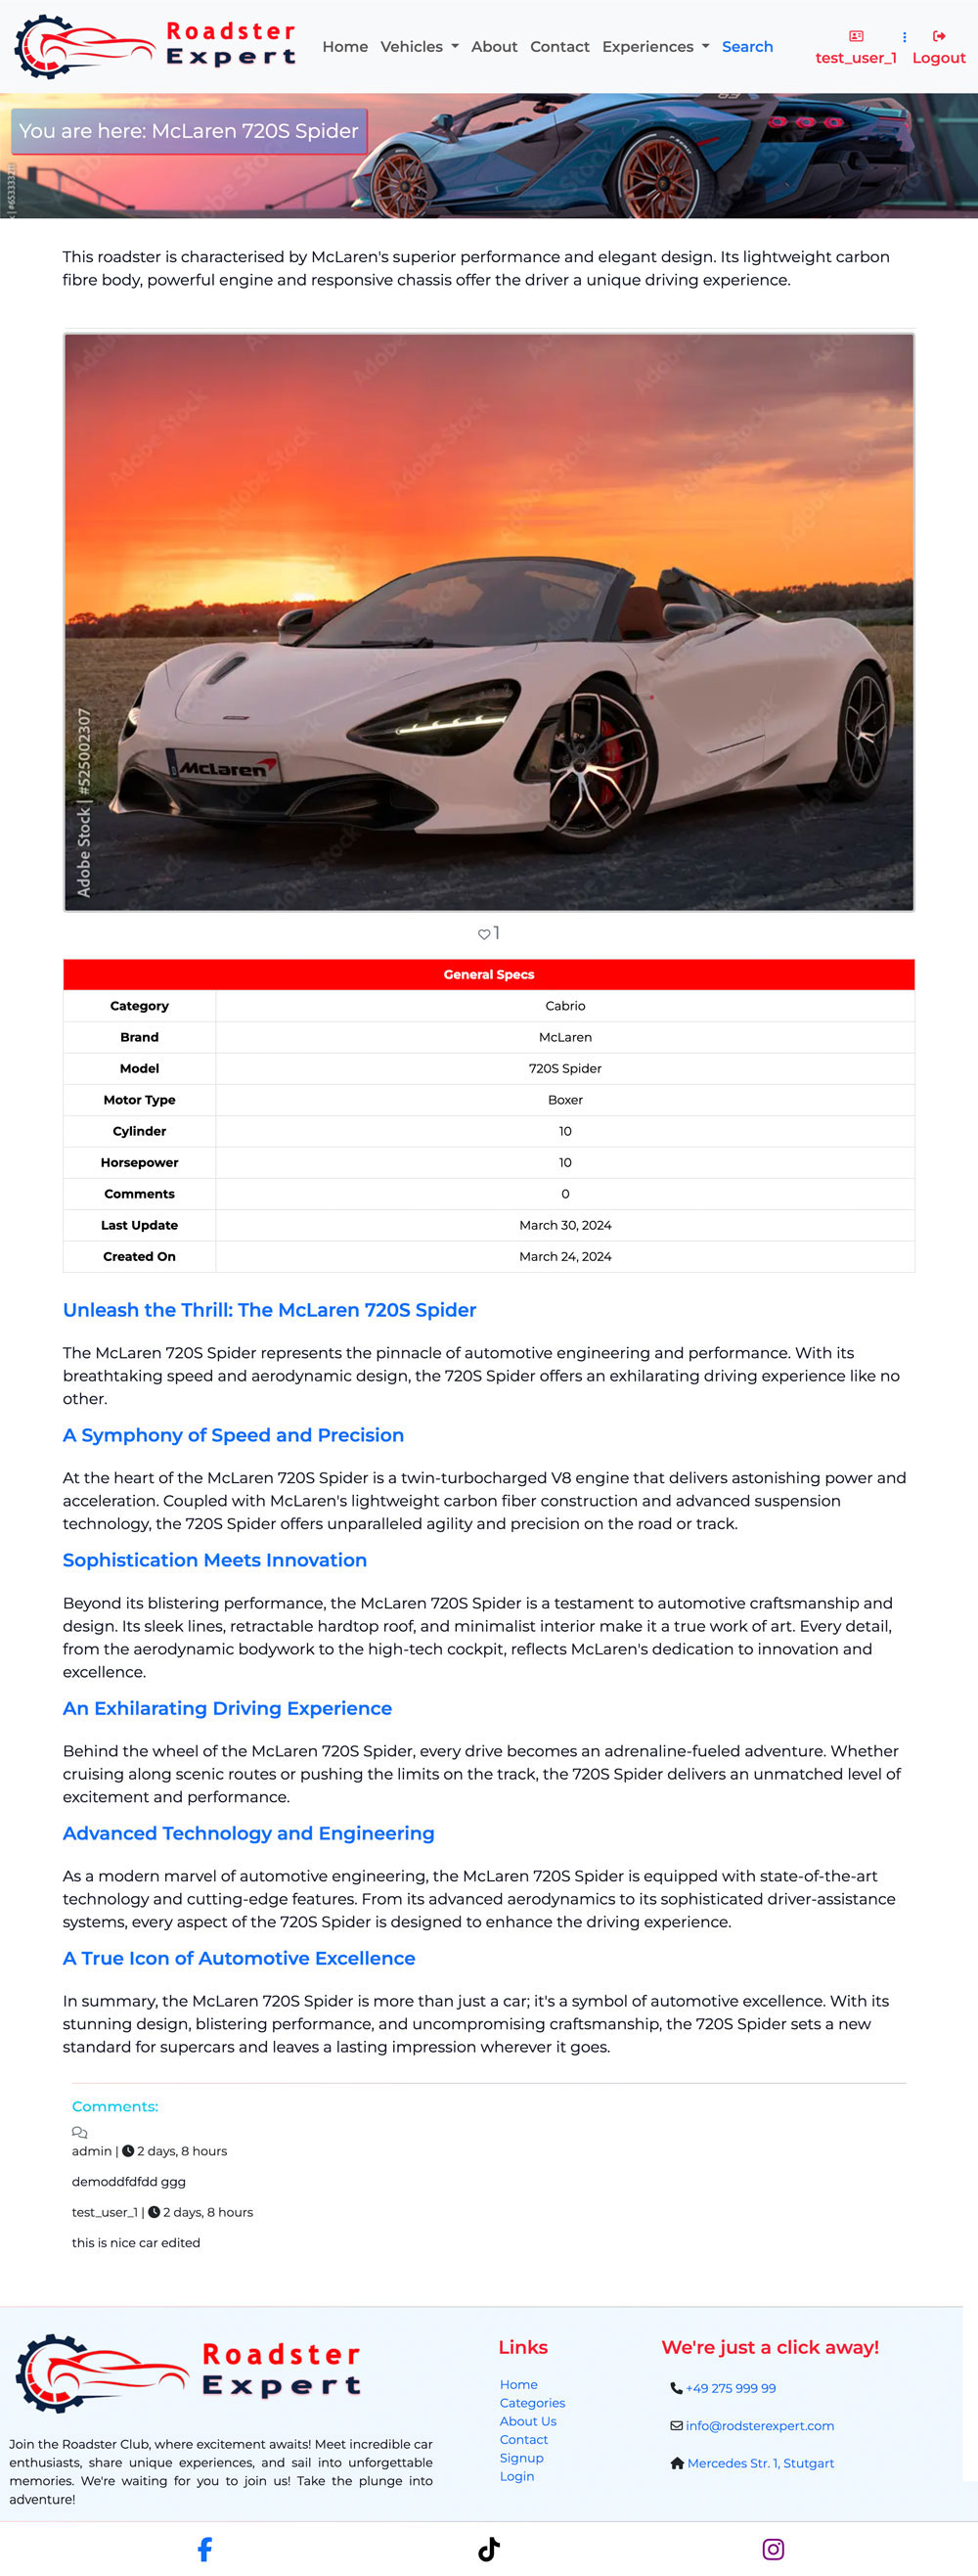 Roadster
Expert
Home Vehicles About Contact Experiences Search
test_user_1 Logout
You are here: McLaren 720S Spider
This roadster is characterised by McLaren's superior performance and elegant design. Its lightweight carbon
fibre body, powerful engine and responsive chassis offer the driver a unique driving experience.
Adobe Stock | #525002307
McLaren
1
General Specs
Category Cabrio
Brand McLaren
Model 720S Spider
Motor Type Boxer
Cylinder 10
Horsepower 10
Comments 0
Last Update March 30, 2024
Created On March 24, 2024
Unleash the Thrill: The McLaren 720S Spider
The McLaren 720S Spider represents the pinnacle of automotive engineering and performance. With its
breathtaking speed and aerodynamic design, the 720S Spider offers an exhilarating driving experience like no
other.
A Symphony of Speed and Precision
At the heart of the McLaren 720S Spider is a twin-turbocharged V8 engine that delivers astonishing power and
acceleration. Coupled with McLaren's lightweight carbon fiber construction and advanced suspension
technology, the 720S Spider offers unparalleled agility and precision on the road or track.
Sophistication Meets Innovation
Beyond its blistering performance, the McLaren 720S Spider is a testament to automotive craftsmanship and
design. Its sleek lines, retractable hardtop roof, and minimalist interior make it a true work of art. Every detail,
from the aerodynamic bodywork to the high-tech cockpit, reflects McLaren's dedication to innovation and
excellence.
An Exhilarating Driving Experience
Behind the wheel of the McLaren 720S Spider, every drive becomes an adrenaline-fueled adventure. Whether
cruising along scenic routes or pushing the limits on the track, the 720S Spider delivers an unmatched level of
excitement and performance.
Advanced Technology and Engineering
As a modern marvel of automotive engineering, the McLaren 720S Spider is equipped with state-of-the-art
technology and cutting-edge features. From its advanced aerodynamics to its sophisticated driver-assistance
systems, every aspect of the 720S Spider is designed to enhance the driving experience.
A True Icon of Automotive Excellence
In summary, the McLaren 720S Spider is more than just a car; it's a symbol of automotive excellence. With its
stunning design, blistering performance, and uncompromising craftsmanship, the 720S Spider sets a new
standard for supercars and leaves a lasting impression wherever it goes.
Comments:
admin | 2 days, 8 hours
demoddfdfdd ggg
test_user_1 | 2 days, 8 hours
this is nice car edited
Roadster
Expert
Join the Roadster Club, where excitement awaits! Meet incredible car
enthusiasts, share unique experiences, and sail into unforgettable
memories. We're waiting for you to join us! Take the plunge into
adventure!
Links
Home
Categories
About Us
Contact
Signup
Login
We're just a click away!
+49 275 999 99
info@rodsterexpert.com
Mercedes Str. 1, Stutgart